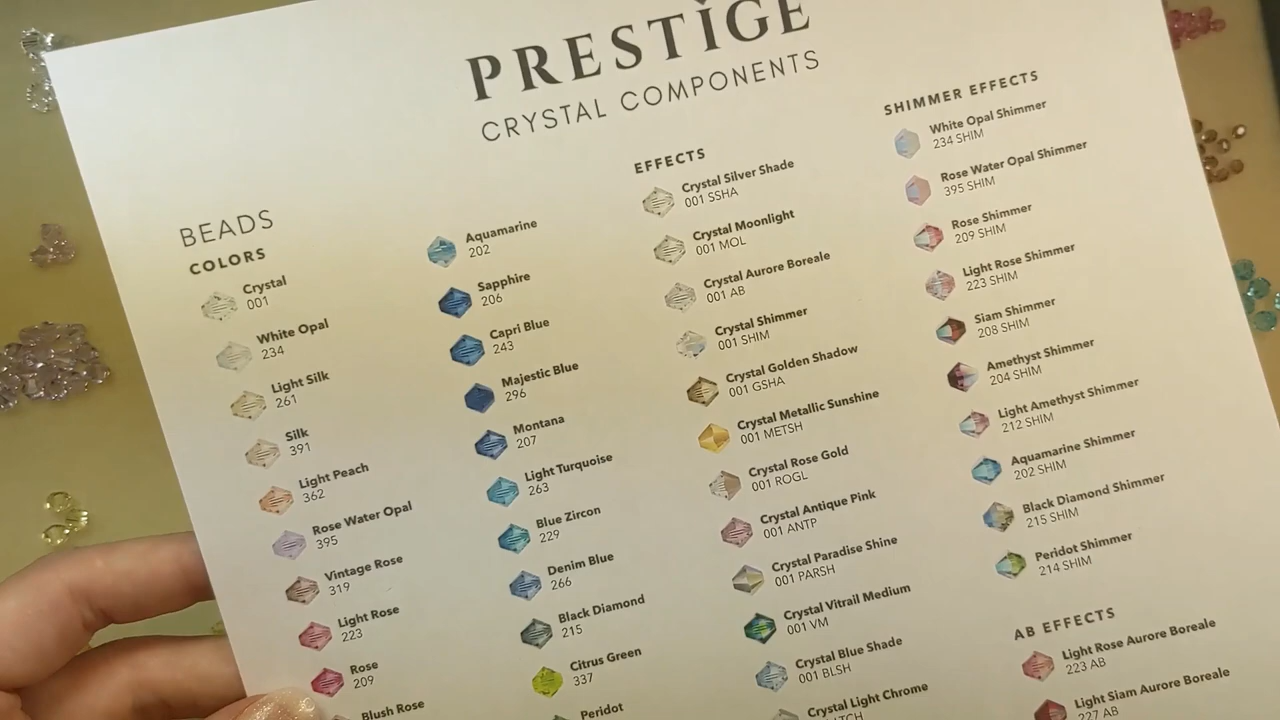 PRESTIGE
CRYSTAL COMPONENTS
BEADS
COLORS
Crystal
001
White Opal
234
Light Silk
261
Silk
391
Light Peach
362
Rose Water Opal
395
Vintage Rose
319
Light Rose
223
Rose
209
Blush Rose
Aquamarine
202
Sapphire
206
Capri Blue
243
Majestic Blue
296
Montana
207
Light Turquoise
263
Blue Zircon
229
Denim Blue
266
Black Diamond
215
Citrus Green
337
Peridot
EFFECTS
Crystal Silver Shade
001 SSHA
Crystal Moonlight
001 MOL
Crystal Aurore Boreale
001 AB
Crystal Shimmer
001 SHIM
Crystal Golden Shadow
001 GSHA
Crystal Metallic Sunshine
001 METSH
Crystal Rose Gold
001 ROGL
Crystal Antique Pink
001 ANTP
Crystal Paradise Shine
001 PARSH
Crystal Vitrail Medium
001 VM
Crystal Blue Shade
001 BLSH
Crystal Light Chrome
SHIMMER EFFECTS
White Opal Shimmer
234 SHIM
Rose Water Opal Shimmer
395 SHIM
Rose Shimmer
209 SHIM
Light Rose Shimmer
223 SHIM
Siam Shimmer
208 SHIM
Amethyst Shimmer
204 SHIM
Light Amethyst Shimmer
212 SHIM
Aquamarine Shimmer
202 SHIM
Black Diamond Shimmer
215 SHIM
Peridot Shimmer
214 SHIM
AB EFFECTS
Light Rose Aurore Boreale
223 AB
Light Siam Aurore Boreale
227 AB